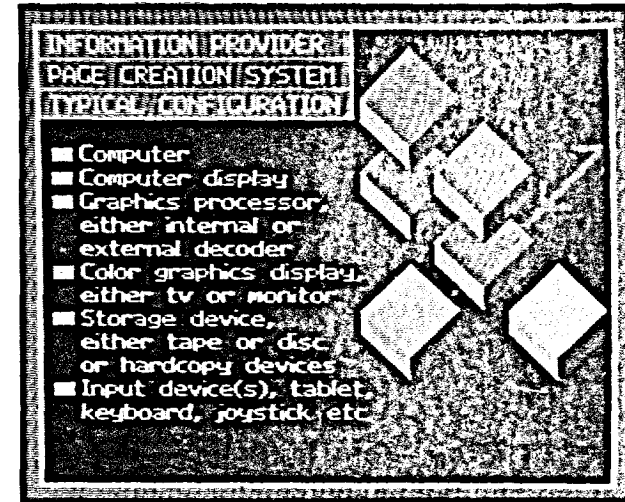 INFORMATION PROVIDER
PAGE CREATION SYSTEM
TYPICAL CONFIGURATION
Computer
Computer display
Graphics processor,
either internal or
external decoder
Color graphics display,
either tv or monitor
Storage device,
either tape or disc
or hardcopy devices
Input device(s), tablet,
keyboard, joystick etc